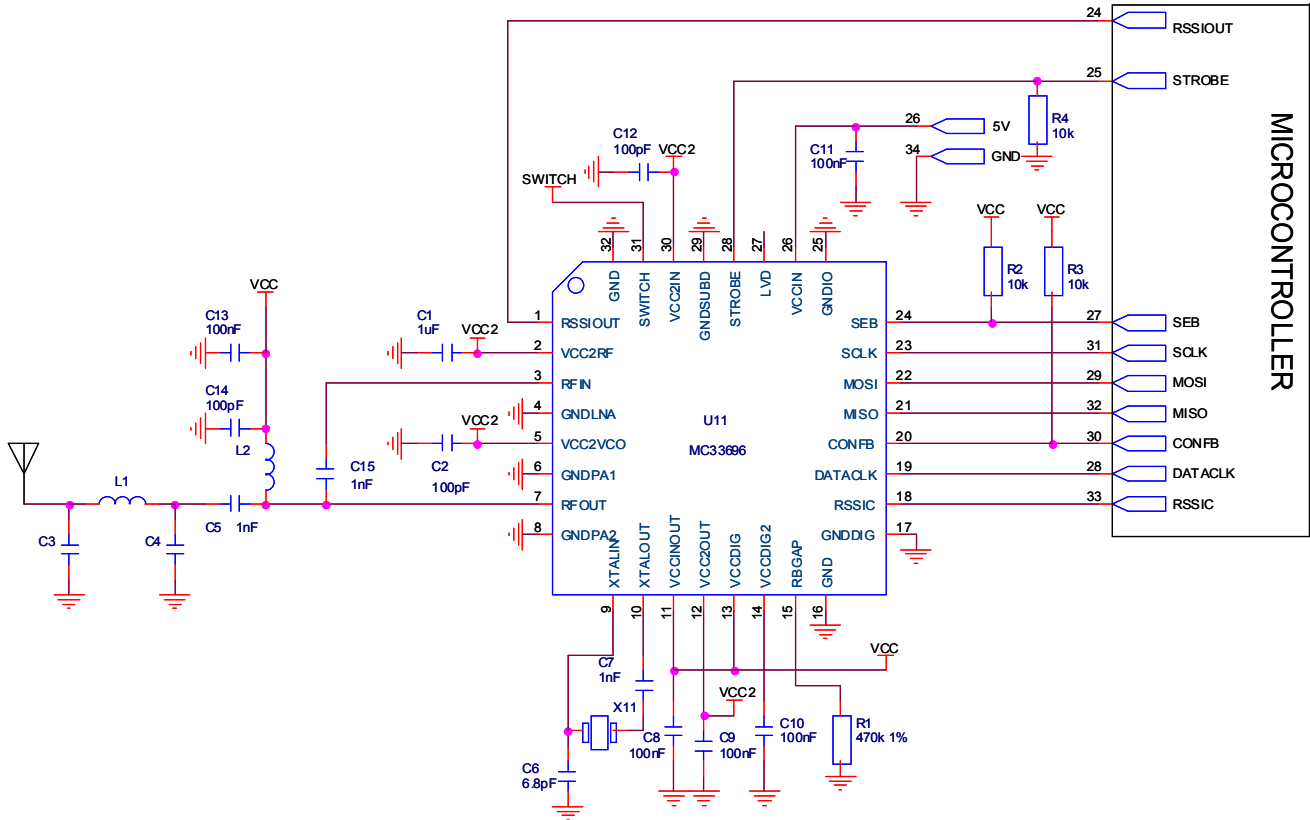 24
RSSIOUT
25
STROBE
R4
10k
26
5V
34
GND
C11
100nF
C12
100pF
VCC2
SWITCH
MICROCONTROLLER
VCC
VCC
R2
10k
R3
10k
32
31
30
29
28
27
26
25
GND
SWITCH
VCC2IN
GNDSUBD
STROBE
LVD
VCCIN
GNDIO
VCC
C13
100nF
C14
100pF
L2
C1
1uF
VCC2
C2
100pF
VCC2
C15
1nF
L1
C5
1nF
C3
C4
1
RSSIOUT
2
VCC2RF
3
RFIN
4
GNDLNA
5
VCC2VCO
6
GNDPA1
7
RFOUT
8
GNDPA2
U11
MC33696
SEB
24
27
SEB
SCLK
23
31
SCLK
MOSI
22
29
MOSI
MISO
21
32
MISO
CONFB
20
30
CONFB
DATACLK
19
28
DATACLK
RSSIC
18
33
RSSIC
GNDDIG
17
XTALIN
XTALOUT
VCCINOUT
VCC2OUT
VCCDIG
VCCDIG2
RBGAP
GND
9
10
11
12
13
14
15
16
VCC
C7
1nF
X11
VCC2
C6
6.8pF
C8
100nF
C9
100nF
C10
100nF
R1
470k 1%